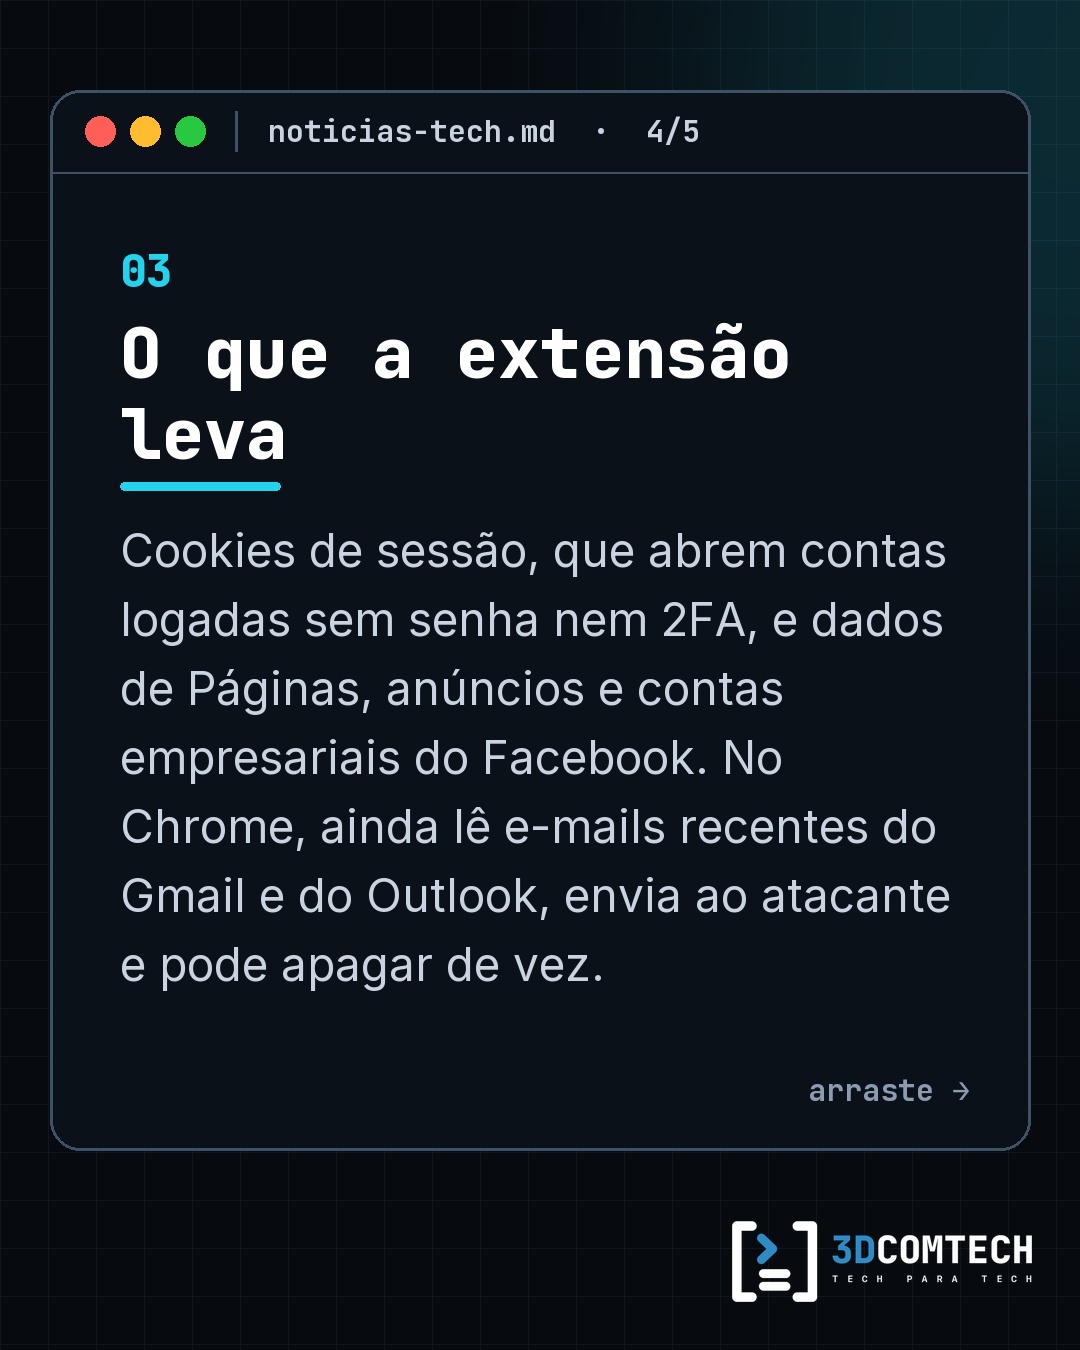 noticias-tech.md · 4/5
03
O que a extensão
leva
Cookies de sessão, que abrem contas
logadas sem senha nem 2FA, e dados
de Páginas, anúncios e contas
empresariais do Facebook. No
Chrome, ainda lê e-mails recentes do
Gmail e do Outlook, envia ao atacante
e pode apagar de vez.
arraste →
3DCOMTECH
TECH PARA TECH